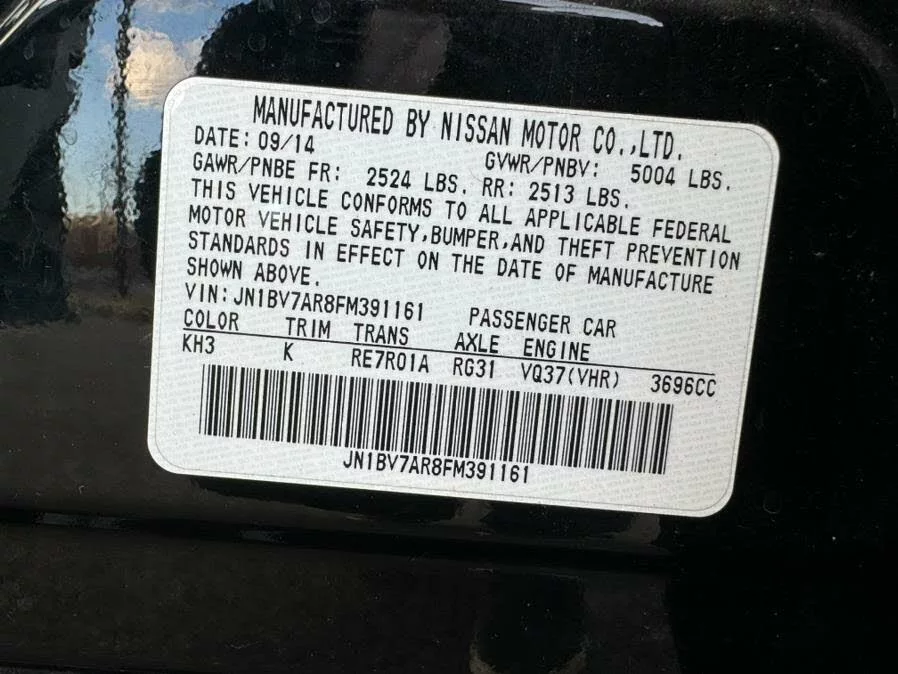 MANUFACTURED BY NISSAN MOTOR CO.,LTD.
DATE: 09/14 GVWR/PNBV: 5004 LBS.
GAWR/PNBE FR: 2524 LBS. RR: 2513 LBS.
THIS VEHICLE CONFORMS TO ALL APPLICABLE FEDERAL
MOTOR VEHICLE SAFETY,BUMPER,AND THEFT PREVENTION
STANDARDS IN EFFECT ON THE DATE OF MANUFACTURE
SHOWN ABOVE.
VIN: JN1BV7AR8FM391161 PASSENGER CAR
COLOR TRIM TRANS AXLE ENGINE
KH3 K RE7R01A RG31 VQ37(VHR) 3696CC
JN1BV7AR8FM391161